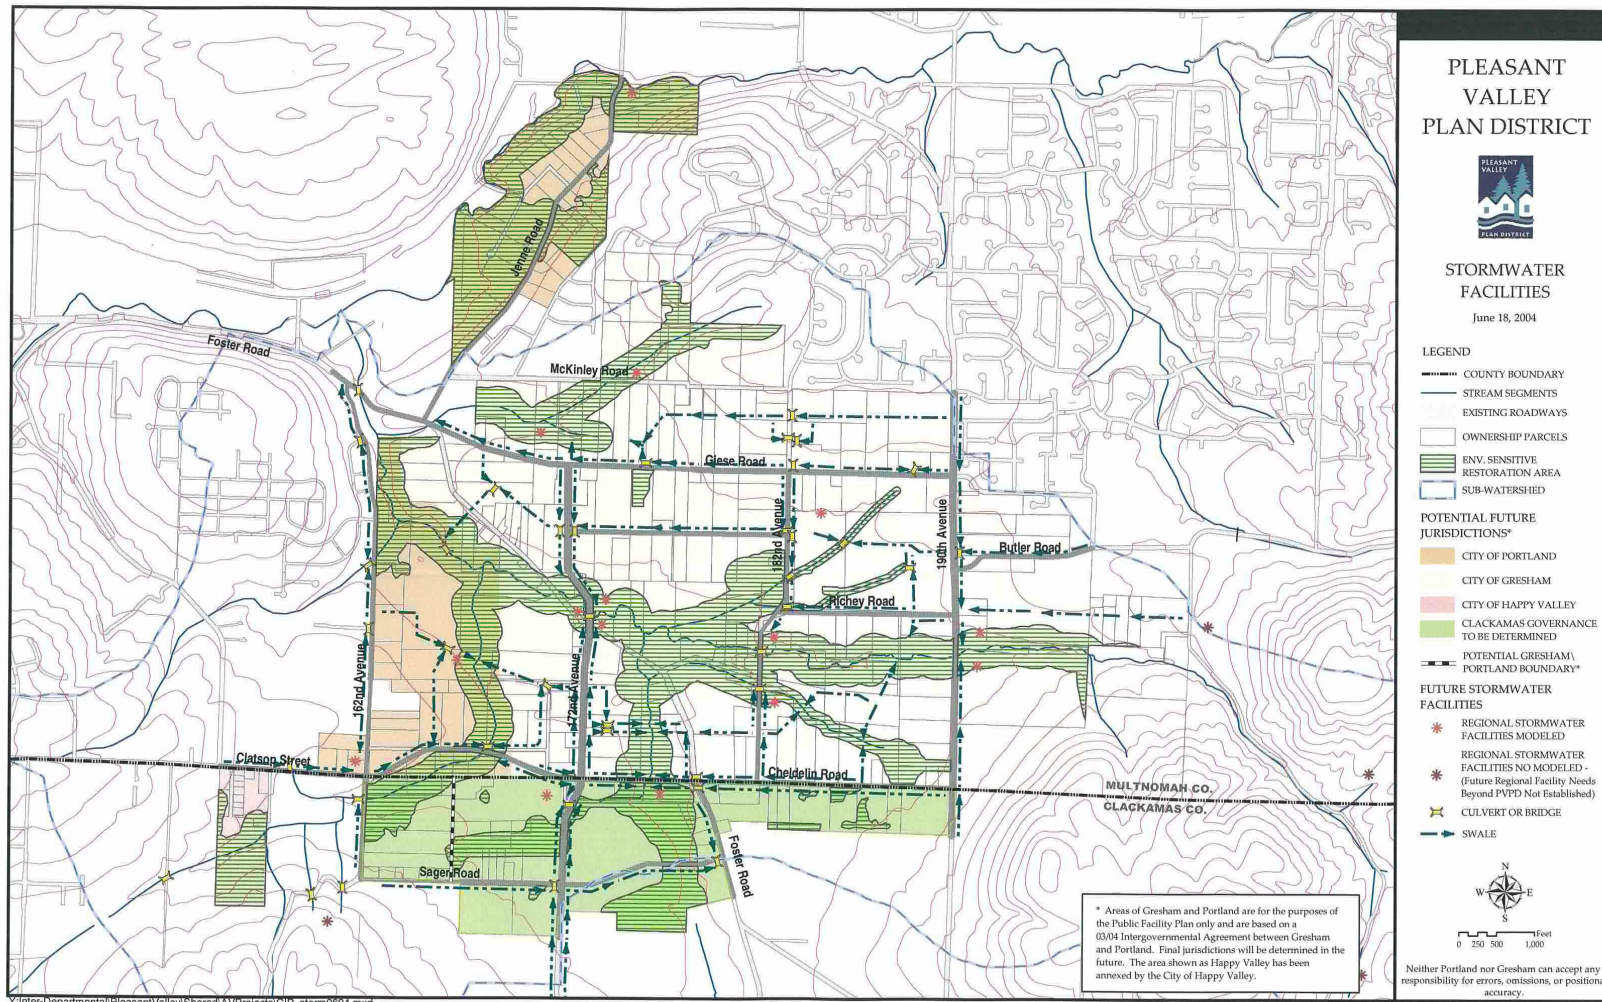 PLEASANT
VALLEY
PLAN DISTRICT
PLEASANT
VALLEY
PLAN DISTRICT
STORMWATER
FACILITIES
June 18, 2004
LEGEND
COUNTY BOUNDARY
STREAM SEGMENTS
EXISTING ROADWAYS
OWNERSHIP PARCELS
ENV. SENSITIVE
RESTORATION AREA
SUB-WATERSHED
POTENTIAL FUTURE
JURISDICTIONS*
CITY OF PORTLAND
CITY OF GRESHAM
CITY OF HAPPY VALLEY
CLACKAMAS GOVERNANCE
TO BE DETERMINED
POTENTIAL GRESHAM\
PORTLAND BOUNDARY*
FUTURE STORMWATER
FACILITIES
REGIONAL STORMWATER
FACILITIES MODELED
REGIONAL STORMWATER
FACILITIES NO MODELED -
(Future Regional Facility Needs
Beyond PVPD Not Established)
CULVERT OR BRIDGE
SWALE
N
W E
S
Feet
0 250 500 1,000
Neither Portland nor Gresham can accept any
responsibility for errors, omissions, or positional
accuracy.
Jenne Road
Foster Road
McKinley Road
Giese Road
182nd Avenue
190th Avenue
Butler Road
Richey Road
162nd Avenue
172nd Avenue
Clatsop Street
Cheldelin Road
MULTNOMAH CO.
CLACKAMAS CO.
Sager Road
Foster Road
* Areas of Gresham and Portland are for the purposes of
the Public Facility Plan only and are based on a
03/04 Intergovernmental Agreement between Gresham
and Portland. Final jurisdictions will be determined in the
future. The area shown as Happy Valley has been
annexed by the City of Happy Valley.